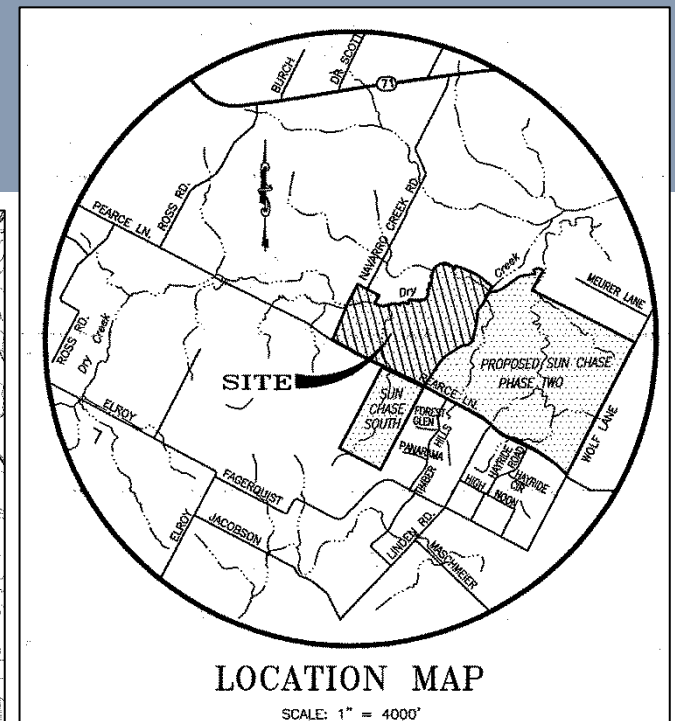 BURCH
DR SCOTT
71
ROSS RD.
PEARCE LN.
NAVARRO CREEK RD.
Dry
Creek
MEURER LANE
ROSS RD.
Dry Creek
PROPOSED SUN CHASE
PHASE TWO
SITE
PEARCE LN.
SUN
CHASE
SOUTH
FOREST
GLEN
WOLF LANE
ELROY
7
PANARAMA
TIMBER HILLS
HAYRIDE
ROAD
HAYRIDE
CIR
HIGH
NOON
FAGERQUIST
ELROY
JACOBSON
LINDEN RD.
MASCHMEIER
LOCATION MAP
SCALE: 1" = 4000'